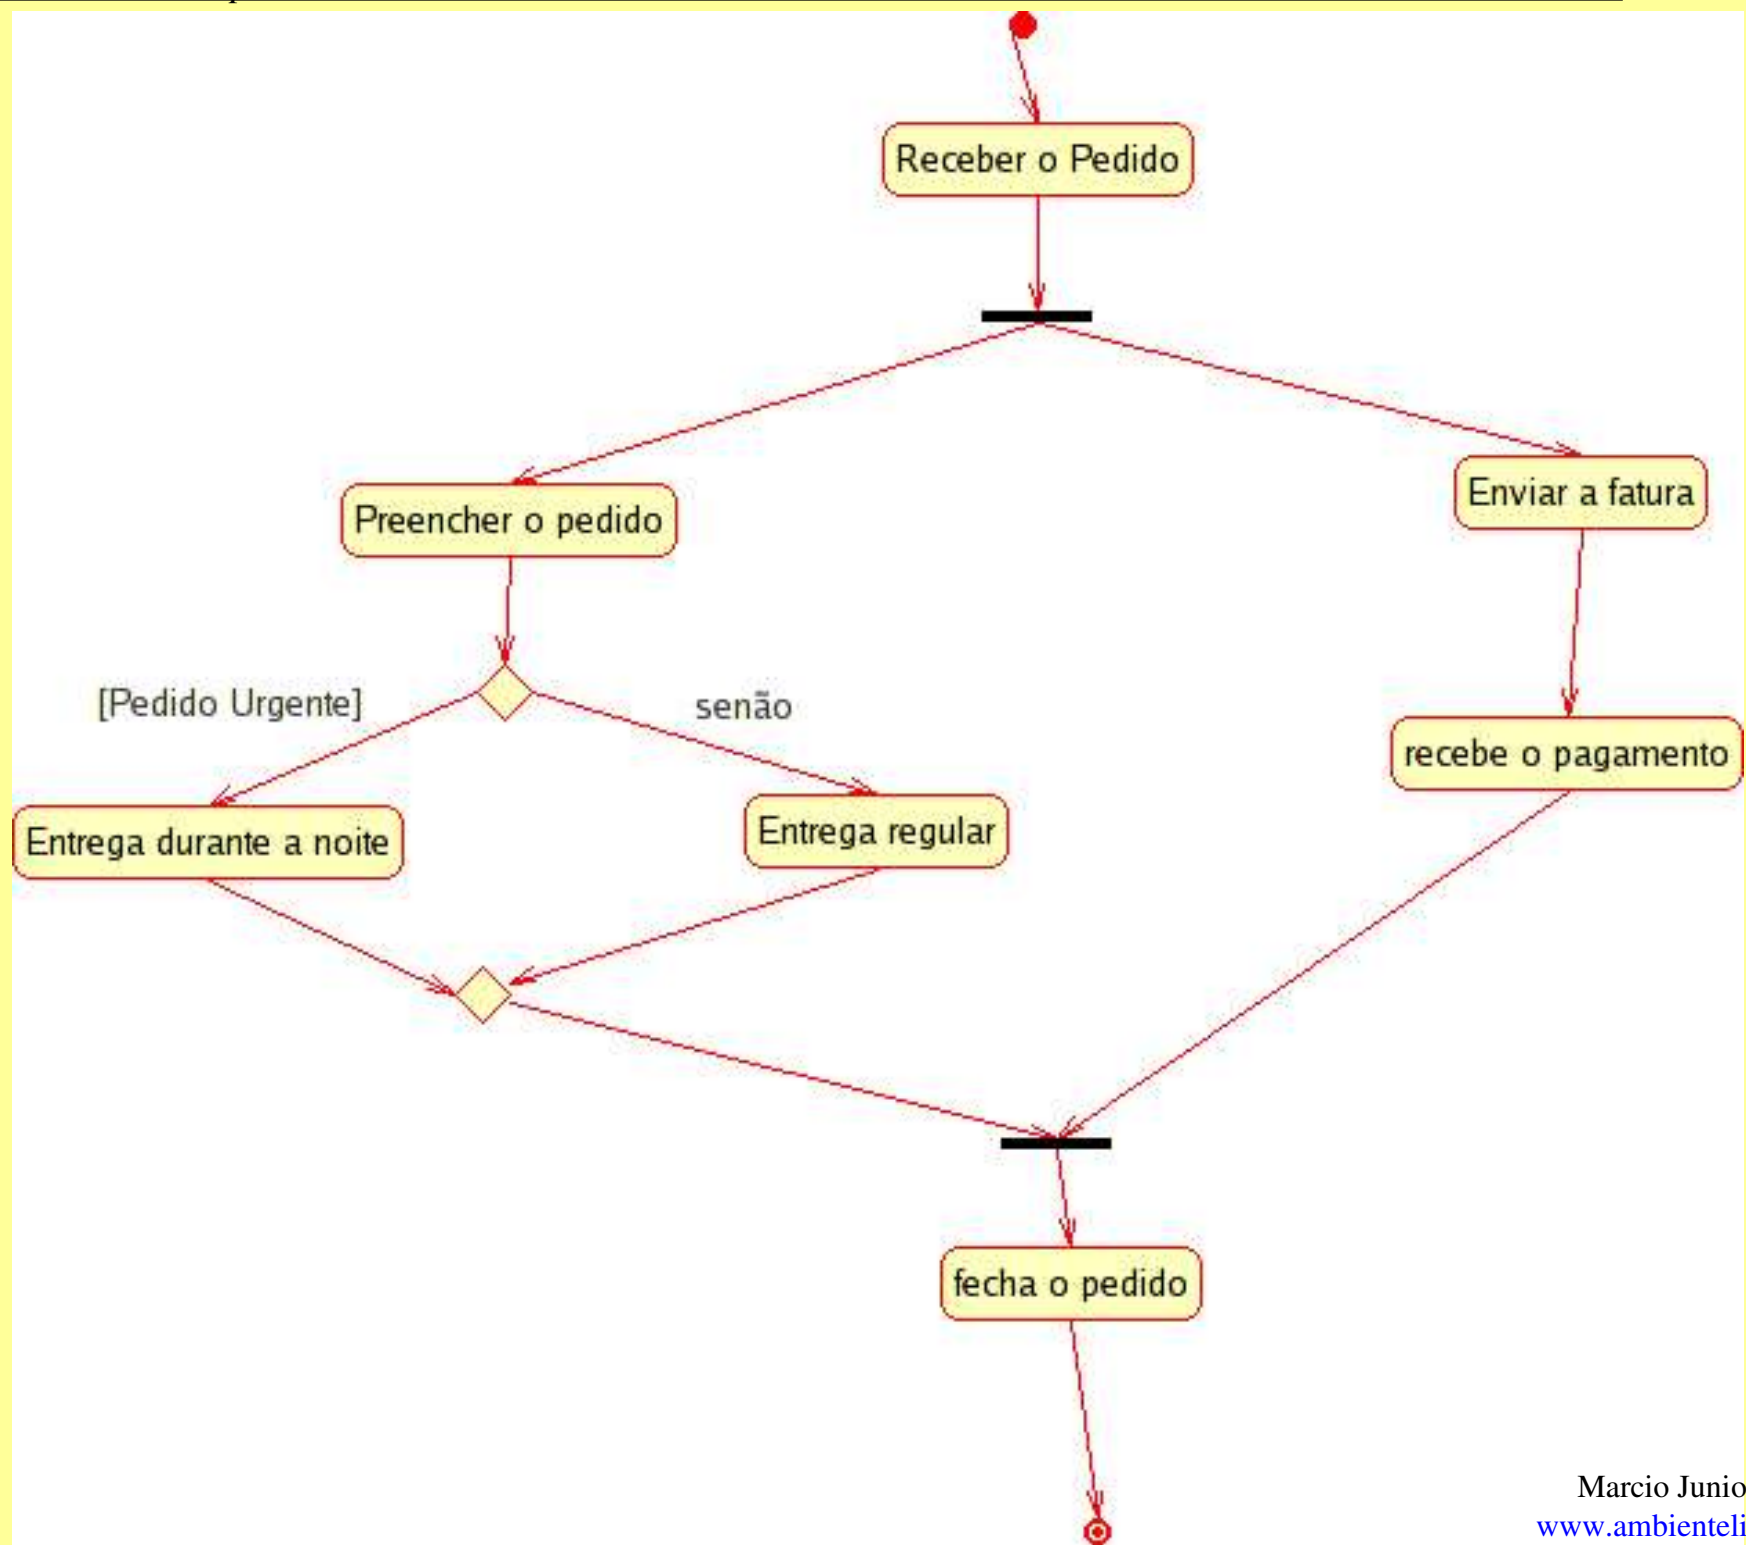 Receber o Pedido
Enviar a fatura
Preencher o pedido
[Pedido Urgente]
senão
recebe o pagamento
Entrega regular
Entrega durante a noite
fecha o pedido
Marcio Junio
www.ambienteli